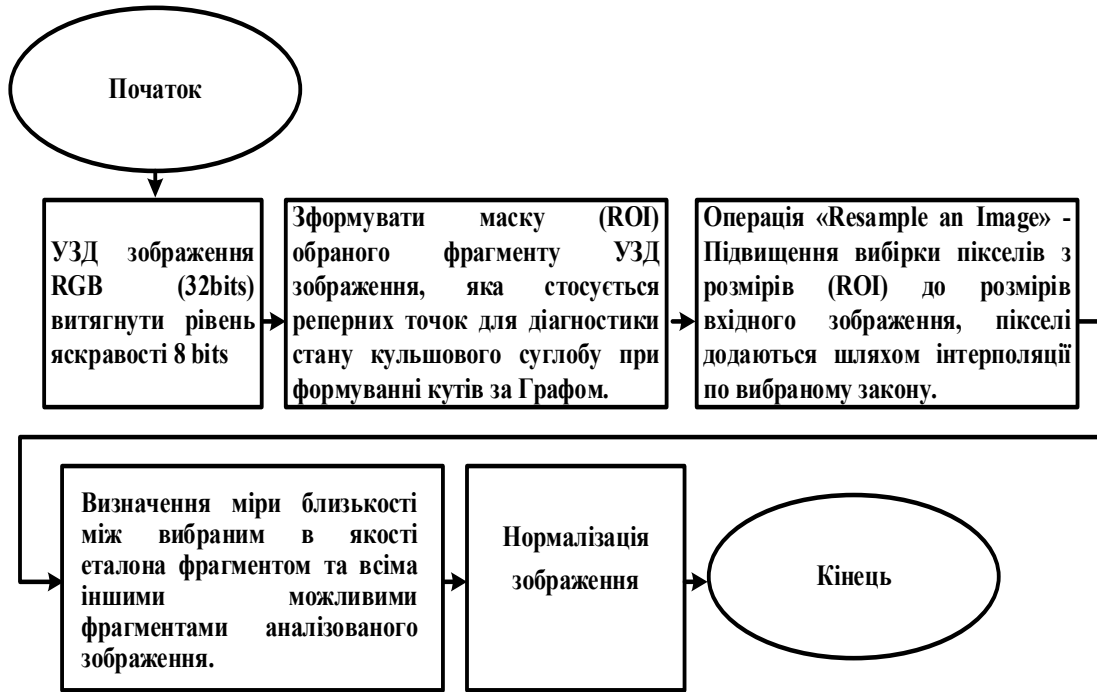 Початок
УЗД зображення
RGB (32bits)
витягнути рівень
яскравості 8 bits
Зформувати маску (ROI)
обраного фрагменту УЗД
зображення, яка стосується
реперних точок для діагностики
стану кульшового суглобу при
формуванні кутів за Графом.
Операція «Resample an Image» -
Підвищення вибірки пікселів з
розмірів (ROI) до розмірів
вхідного зображення, пікселі
додаються шляхом інтерполяції
по вибраному закону.
Визначення міри близькості
між вибраним в якості
еталона фрагментом та всіма
іншими можливими
фрагментами аналізованого
зображення.
Нормалізація
зображення
Кінець